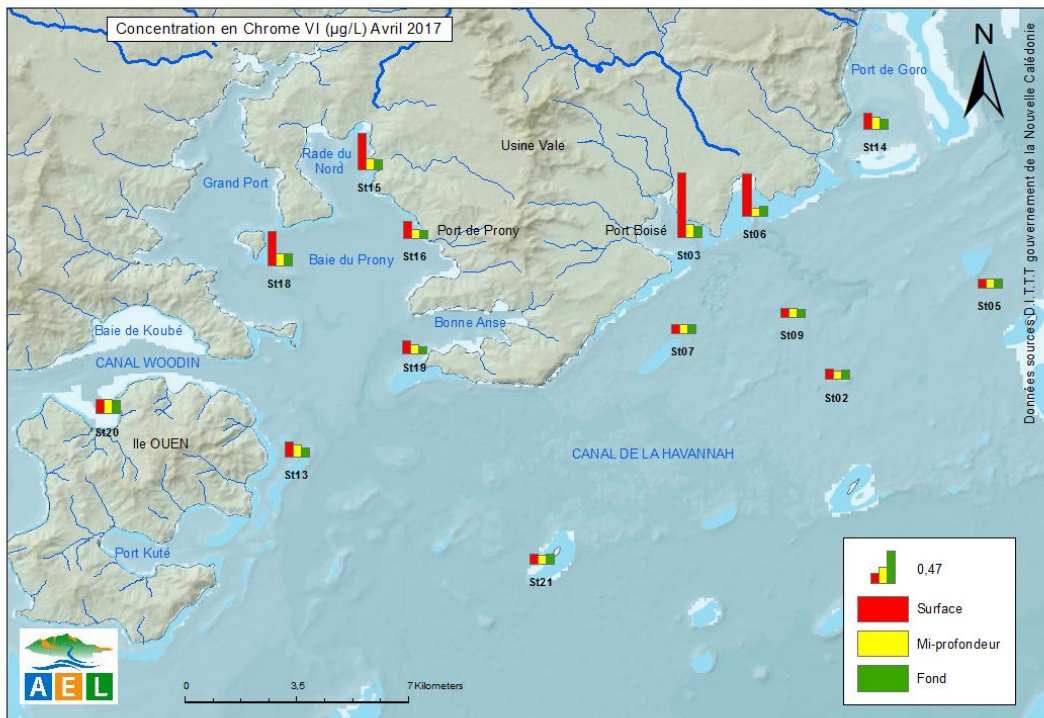 Concentration en Chrome VI (µg/L) Avril 2017
N
Port de Goro
St14
Usine Vale
Rade du
Nord
St15
Grand Port
St06
Port de Prony
Port Boisé
St16
St03
Baie du Prony
St18
St05
Baie de Koubé
Bonne Anse
St09
St07
CANAL WOODIN
St19
St02
St20
Ile OUEN
CANAL DE LA HAVANNAH
St13
Port Kuté
St21
Données sources D.I.T.T.T gouvernement de la Nouvelle Calédonie
0,47
Surface
Mi-profondeur
Fond
AEL
0 3,5 7 Kilometers